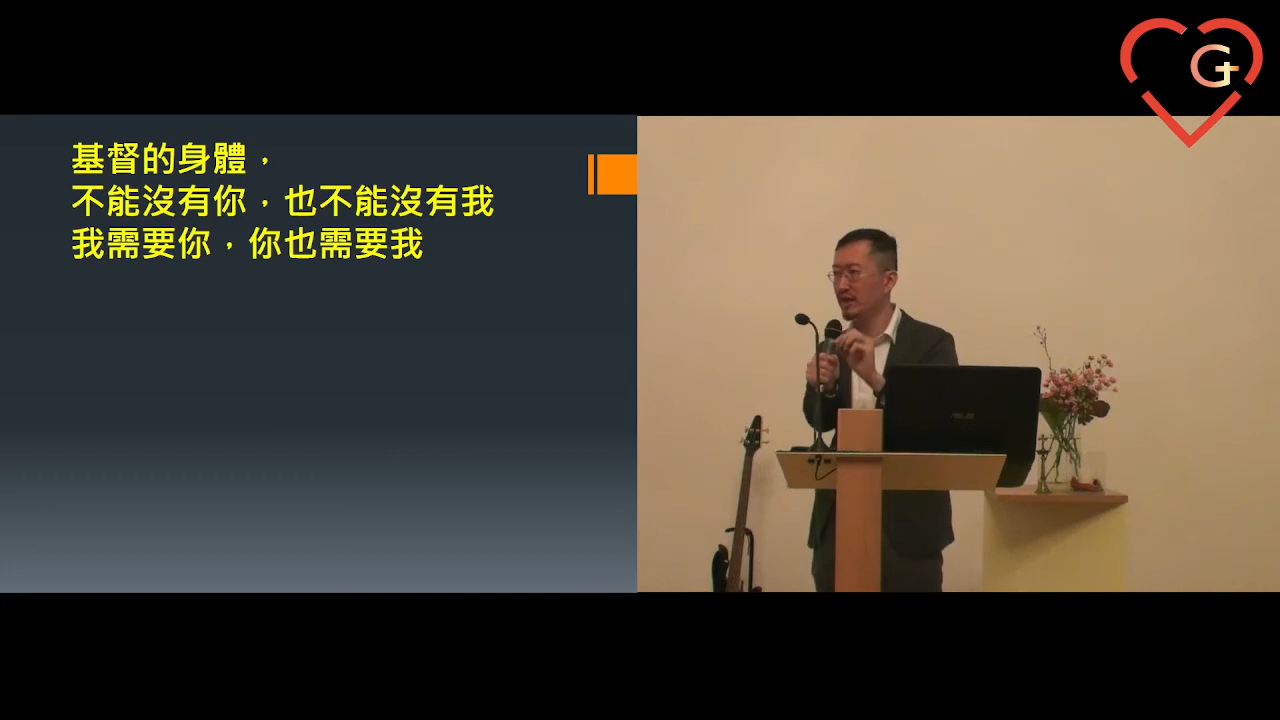 基督的身體，
不能沒有你，也不能沒有我
我需要你，你也需要我